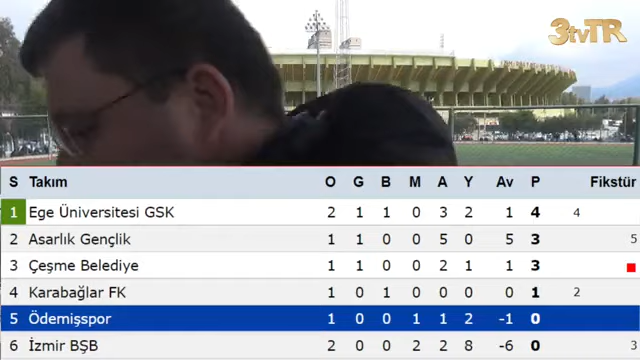 3tvTR
S Takım O G B M A Y Av P Fikstür
1 Ege Üniversitesi GSK 2 1 1 0 3 2 1 4 4
2 Asarlık Gençlik 1 1 0 0 5 0 5 3 5
3 Çeşme Belediye 1 1 0 0 2 1 1 3
4 Karabağlar FK 1 0 1 0 0 0 0 1 2
5 Ödemişspor 1 0 0 1 1 2 -1 0
6 İzmir BŞB 2 0 0 2 2 8 -6 0 3